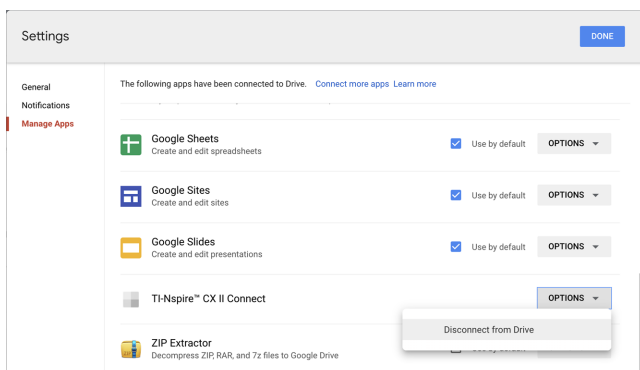 Settings
DONE
General
Notifications
Manage Apps
The following apps have been connected to Drive. Connect more apps Learn more
Google Sheets
Create and edit spreadsheets
Use by default
OPTIONS
Google Sites
Create and edit sites
Use by default
OPTIONS
Google Slides
Create and edit presentations
Use by default
OPTIONS
TI-Nspire™ CX II Connect
OPTIONS
Disconnect from Drive
ZIP Extractor
Decompress ZIP, RAR, and 7z files to Google Drive